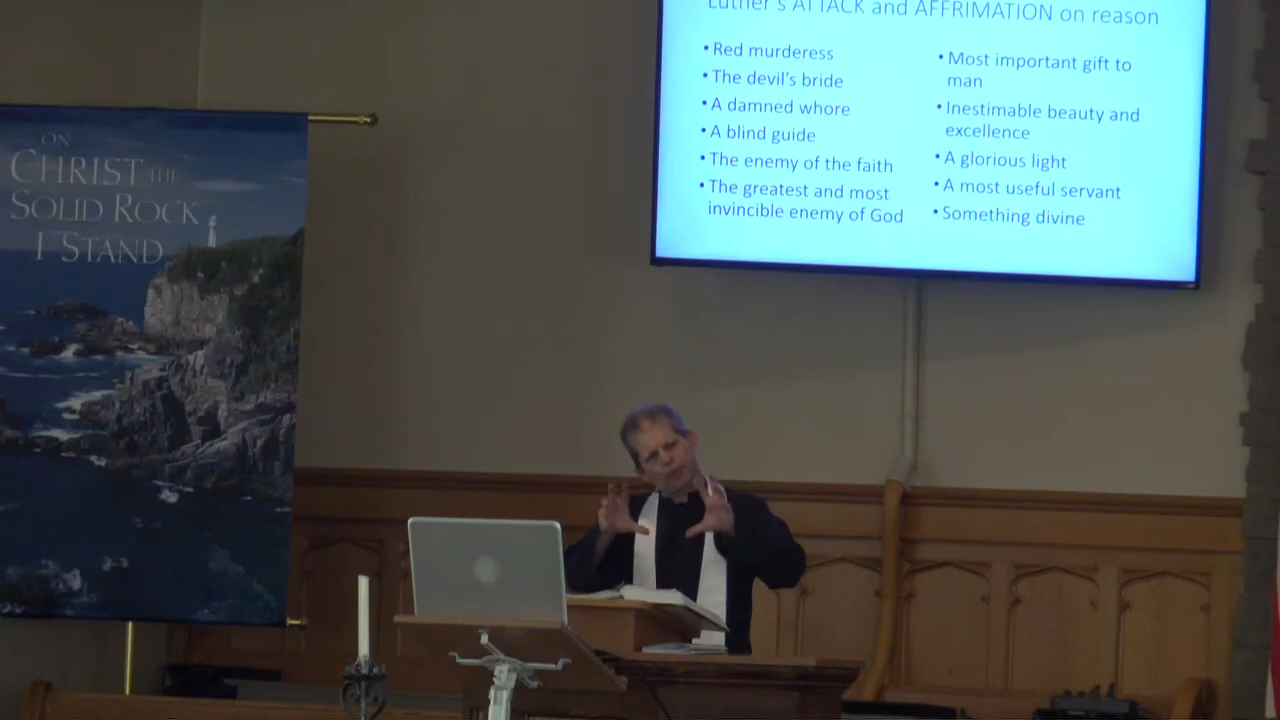 Luther's ATTACK and AFFRIMATION on reason
• Red murderess
• The devil's bride
• A damned whore
• A blind guide
• The enemy of the faith
• The greatest and most
invincible enemy of God
• Most important gift to
man
• Inestimable beauty and
excellence
• A glorious light
• A most useful servant
• Something divine
ON
CHRIST THE
SOLID ROCK
I STAND